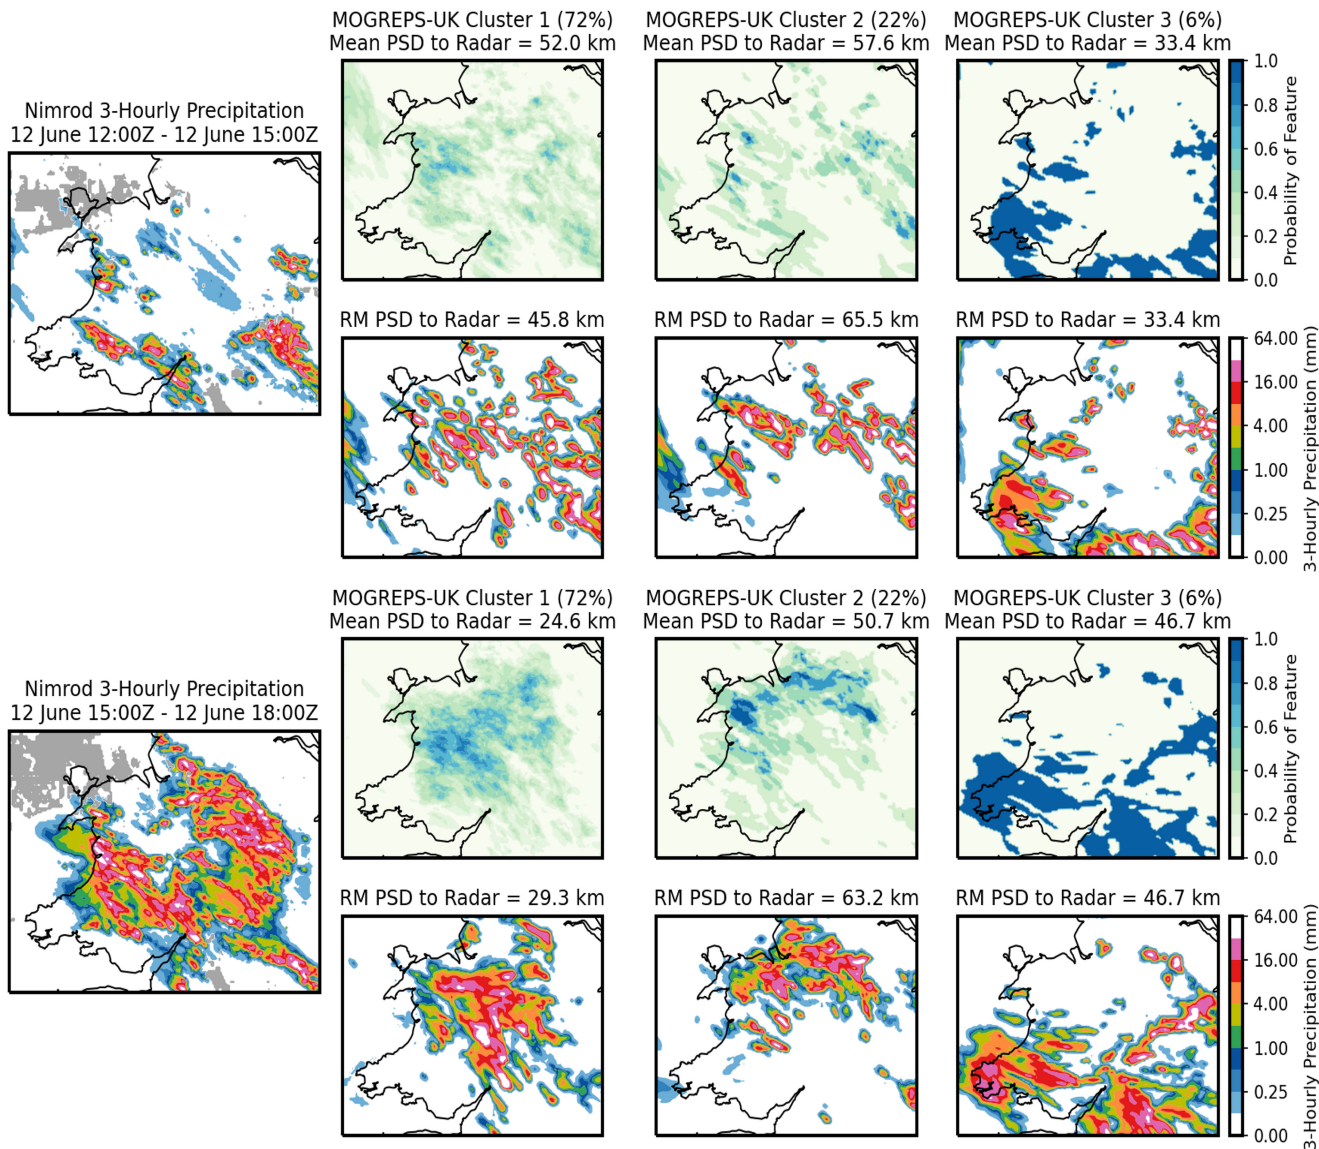 MOGREPS-UK Cluster 1 (72%)
Mean PSD to Radar = 52.0 km
MOGREPS-UK Cluster 2 (22%)
Mean PSD to Radar = 57.6 km
MOGREPS-UK Cluster 3 (6%)
Mean PSD to Radar = 33.4 km
Nimrod 3-Hourly Precipitation
12 June 12:00Z - 12 June 15:00Z
1.0
0.8
0.6
0.4
0.2
0.0
Probability of Feature
RM PSD to Radar = 45.8 km
RM PSD to Radar = 65.5 km
RM PSD to Radar = 33.4 km
64.00
16.00
4.00
1.00
0.25
0.00
3-Hourly Precipitation (mm)
MOGREPS-UK Cluster 1 (72%)
Mean PSD to Radar = 24.6 km
MOGREPS-UK Cluster 2 (22%)
Mean PSD to Radar = 50.7 km
MOGREPS-UK Cluster 3 (6%)
Mean PSD to Radar = 46.7 km
Nimrod 3-Hourly Precipitation
12 June 15:00Z - 12 June 18:00Z
1.0
0.8
0.6
0.4
0.2
0.0
Probability of Feature
RM PSD to Radar = 29.3 km
RM PSD to Radar = 63.2 km
RM PSD to Radar = 46.7 km
64.00
16.00
4.00
1.00
0.25
0.00
3-Hourly Precipitation (mm)